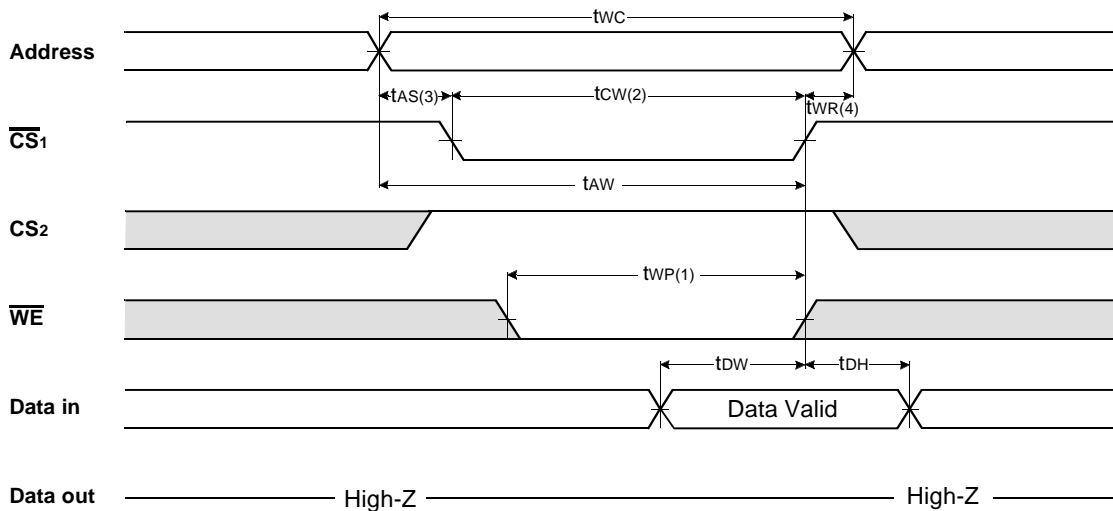 tWC
Address
tAS(3) tCW(2) tWR(4)
CS1
tAW
CS2
tWP(1)
WE
tDW tDH
Data in Data Valid
Data out High-Z High-Z